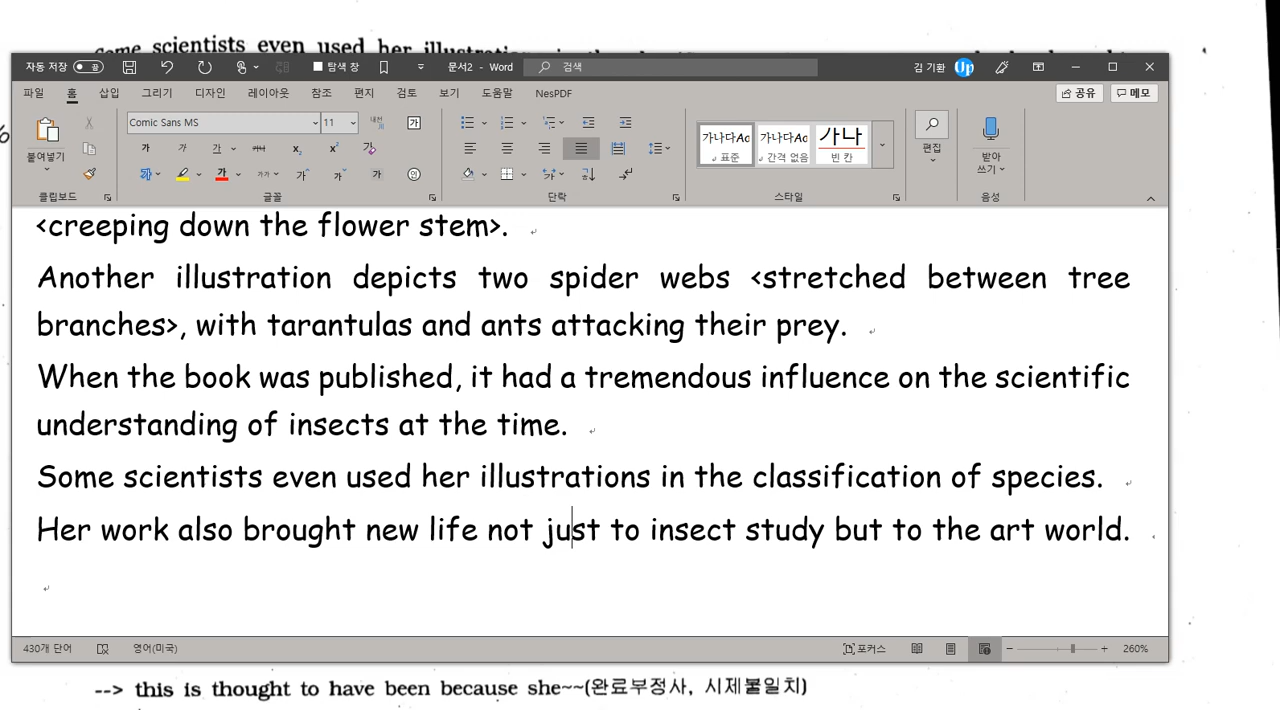 some scientists even used her
자동 저장 끔 탐색 창 문서2 - Word 검색 김 기환
파일 홈 삽입 그리기 디자인 레이아웃 참조 편지 검토 보기 도움말 NesPDF 공유 메모
Comic Sans MS 11
가나다Ac 가나다Ac 가나
붙여넣기 표준 간격 없음 빈 칸 편집 받아쓰기
클립보드 글꼴 단락 스타일 음성
<creeping down the flower stem>.
Another illustration depicts two spider webs <stretched between tree
branches>, with tarantulas and ants attacking their prey.
When the book was published, it had a tremendous influence on the scientific
understanding of insects at the time.
Some scientists even used her illustrations in the classification of species.
Her work also brought new life not just to insect study but to the art world.
430개 단어 영어(미국) 포커스 260%
--> this is thought to have been because she~~(완료부정사, 시제불일치)